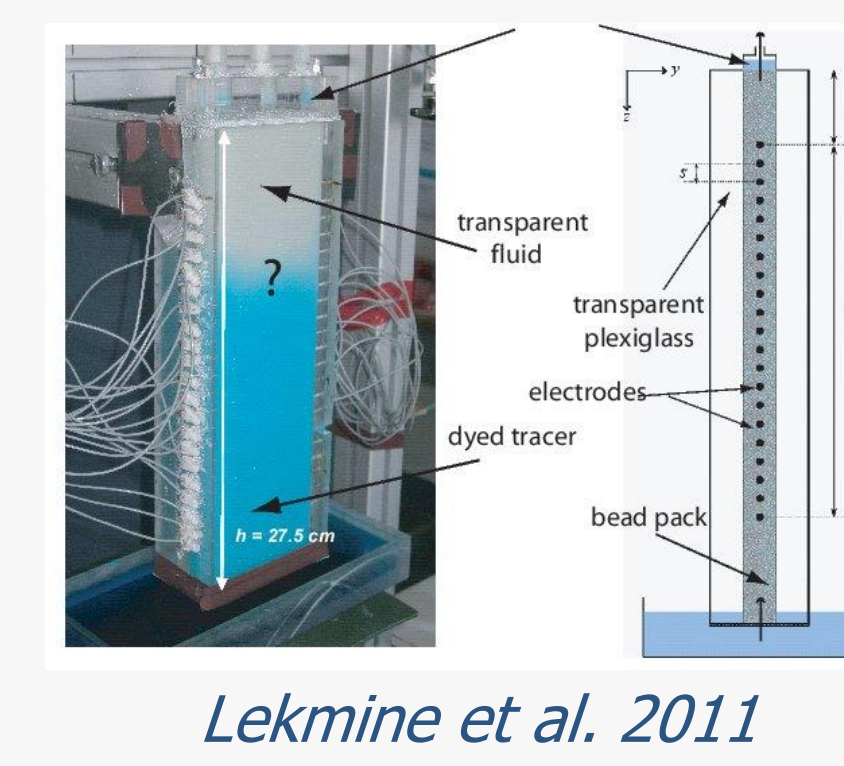 y
z
s
transparent
fluid
?
transparent
plexiglass
electrodes
dyed tracer
bead pack
h = 27.5 cm
Lekmine et al. 2011